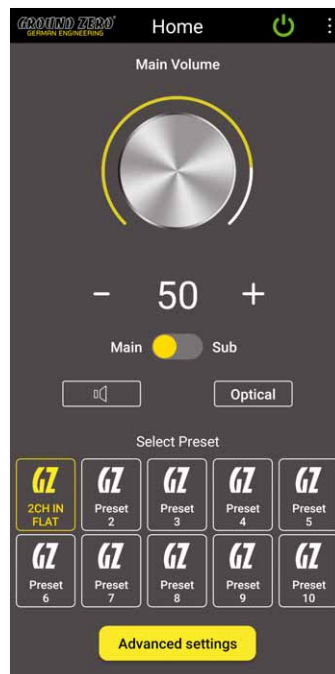 GROUND ZERO
GERMAN ENGINEERING
Home
Main Volume
- 50 +
Main Sub
Optical
Select Preset
GZ GZ GZ GZ GZ
2CH IN FLAT
Preset 2
Preset 3
Preset 4
Preset 5
GZ GZ GZ GZ GZ
Preset 6
Preset 7
Preset 8
Preset 9
Preset 10
Advanced settings